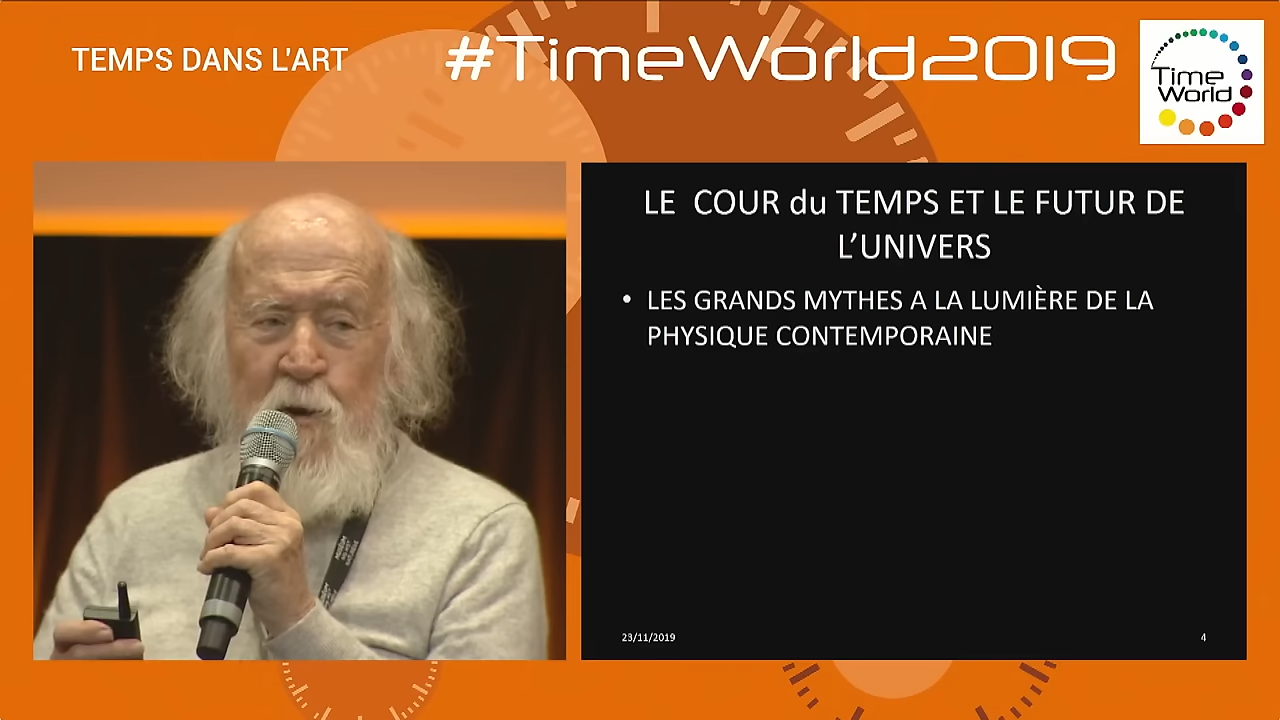 TEMPS DANS L'ART
#TimeWorld2019
Time
World
LE COUR du TEMPS ET LE FUTUR DE
L'UNIVERS
• LES GRANDS MYTHES A LA LUMIÈRE DE LA
PHYSIQUE CONTEMPORAINE
23/11/2019
4